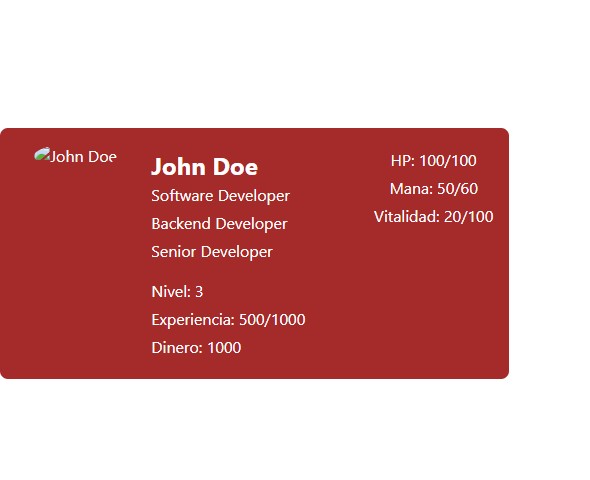 John Doe
John Doe
Software Developer
Backend Developer
Senior Developer
Nivel: 3
Experiencia: 500/1000
Dinero: 1000
HP: 100/100
Mana: 50/60
Vitalidad: 20/100